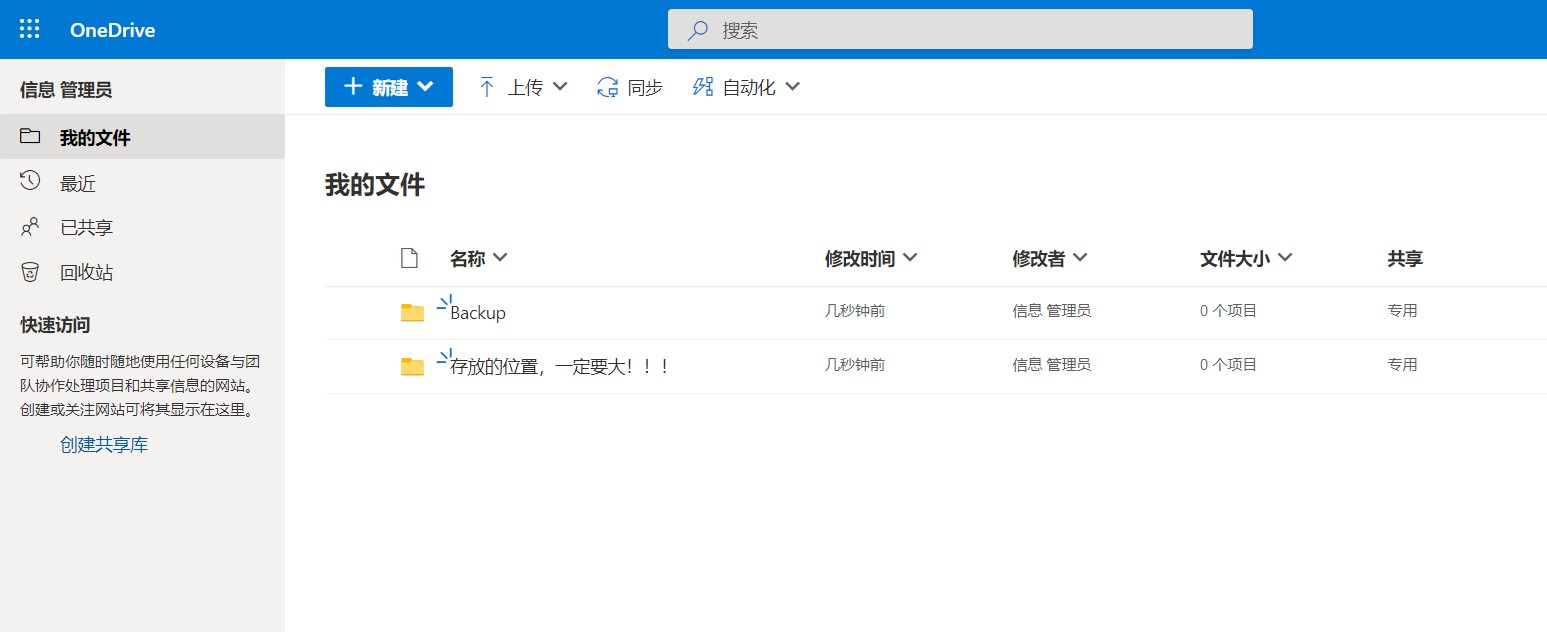 OneDrive
搜索
信息 管理员
新建
上传
同步
自动化
我的文件
最近
已共享
回收站
快速访问
可帮助你随时随地使用任何设备与团
队协作处理项目和共享信息的网站。
创建或关注网站可将其显示在这里。
创建共享库
我的文件
名称 修改时间 修改者 文件大小 共享
Backup 几秒钟前 信息 管理员 0 个项目 专用
存放的位置，一定要大！！！ 几秒钟前 信息 管理员 0 个项目 专用